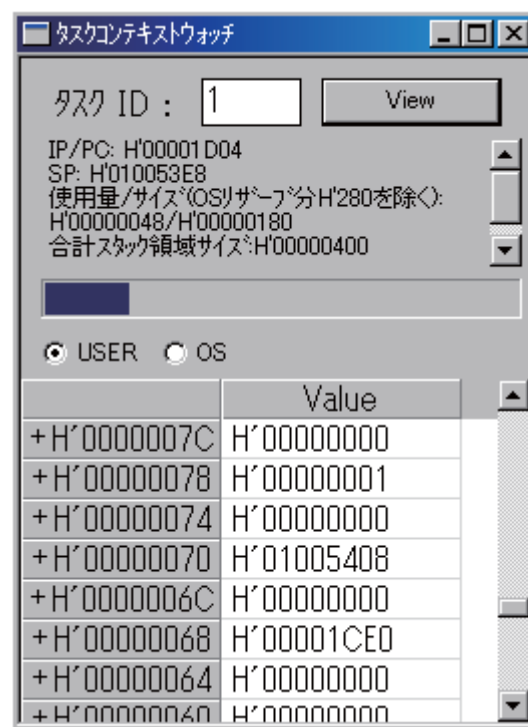 タスクコンテキストウォッチ
タスク ID : 1 View
IP/PC: H'00001D04
SP: H'010053E8
使用量/サイズ(OSリザーブ分H'280を除く):
H'00000048/H'00000180
合計スタック領域サイズ:H'00000400
USER OS
Value
+H'0000007C H'00000000
+H'00000078 H'00000001
+H'00000074 H'00000000
+H'00000070 H'01005408
+H'0000006C H'00000000
+H'00000068 H'00001CE0
+H'00000064 H'00000000
+H'00000060 H'00000000